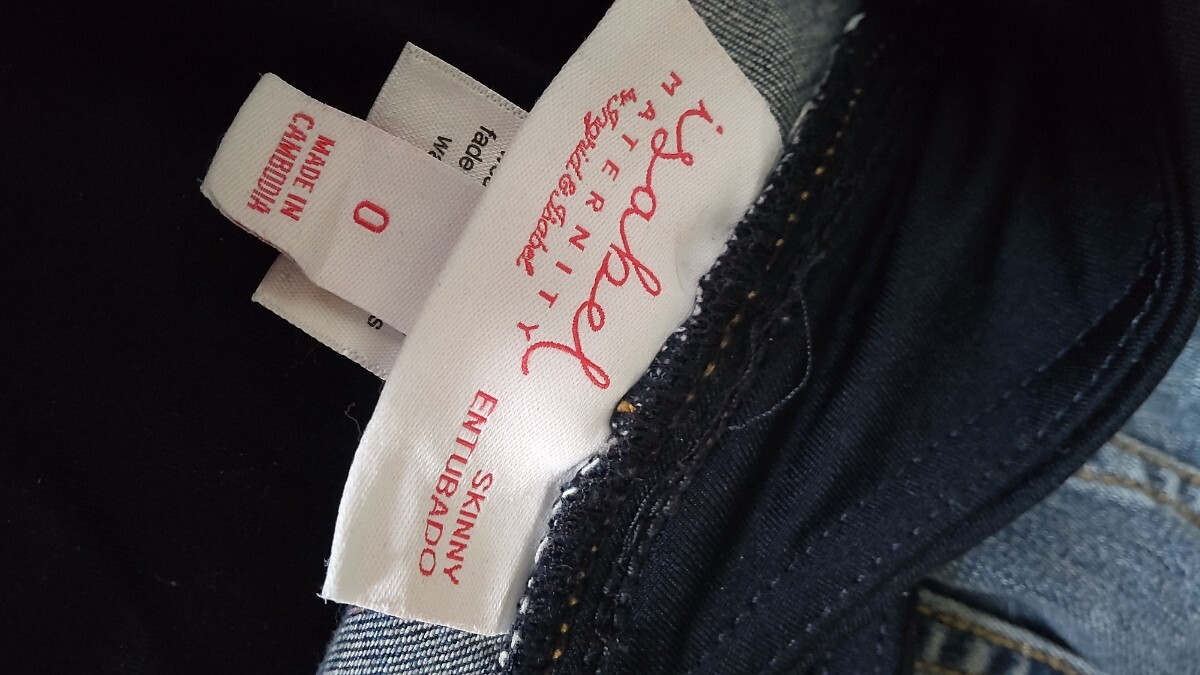 isabel
MATERNITY
by Ingrid & Isabel
SKINNY
ENTUBADO
0
MADE IN
CAMBODIA
fade
s